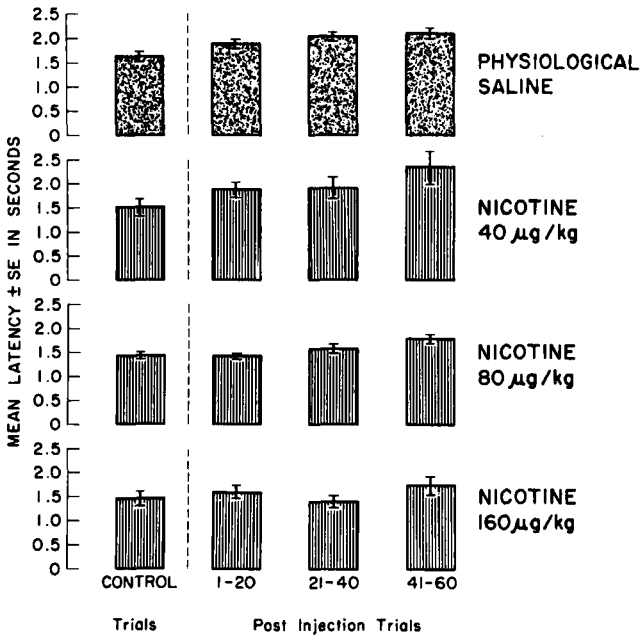 MEAN LATENCY ± SE IN SECONDS
2.5
2.0
1.5
1.0
0.5
0
PHYSIOLOGICAL
SALINE
2.5
2.0
1.5
1.0
0.5
0
NICOTINE
40 µg/kg
2.5
2.0
1.5
1.0
0.5
0
NICOTINE
80 µg/kg
2.5
2.0
1.5
1.0
0.5
0
NICOTINE
160µg/kg
CONTROL 1-20 21-40 41-60
Trials Post Injection Trials